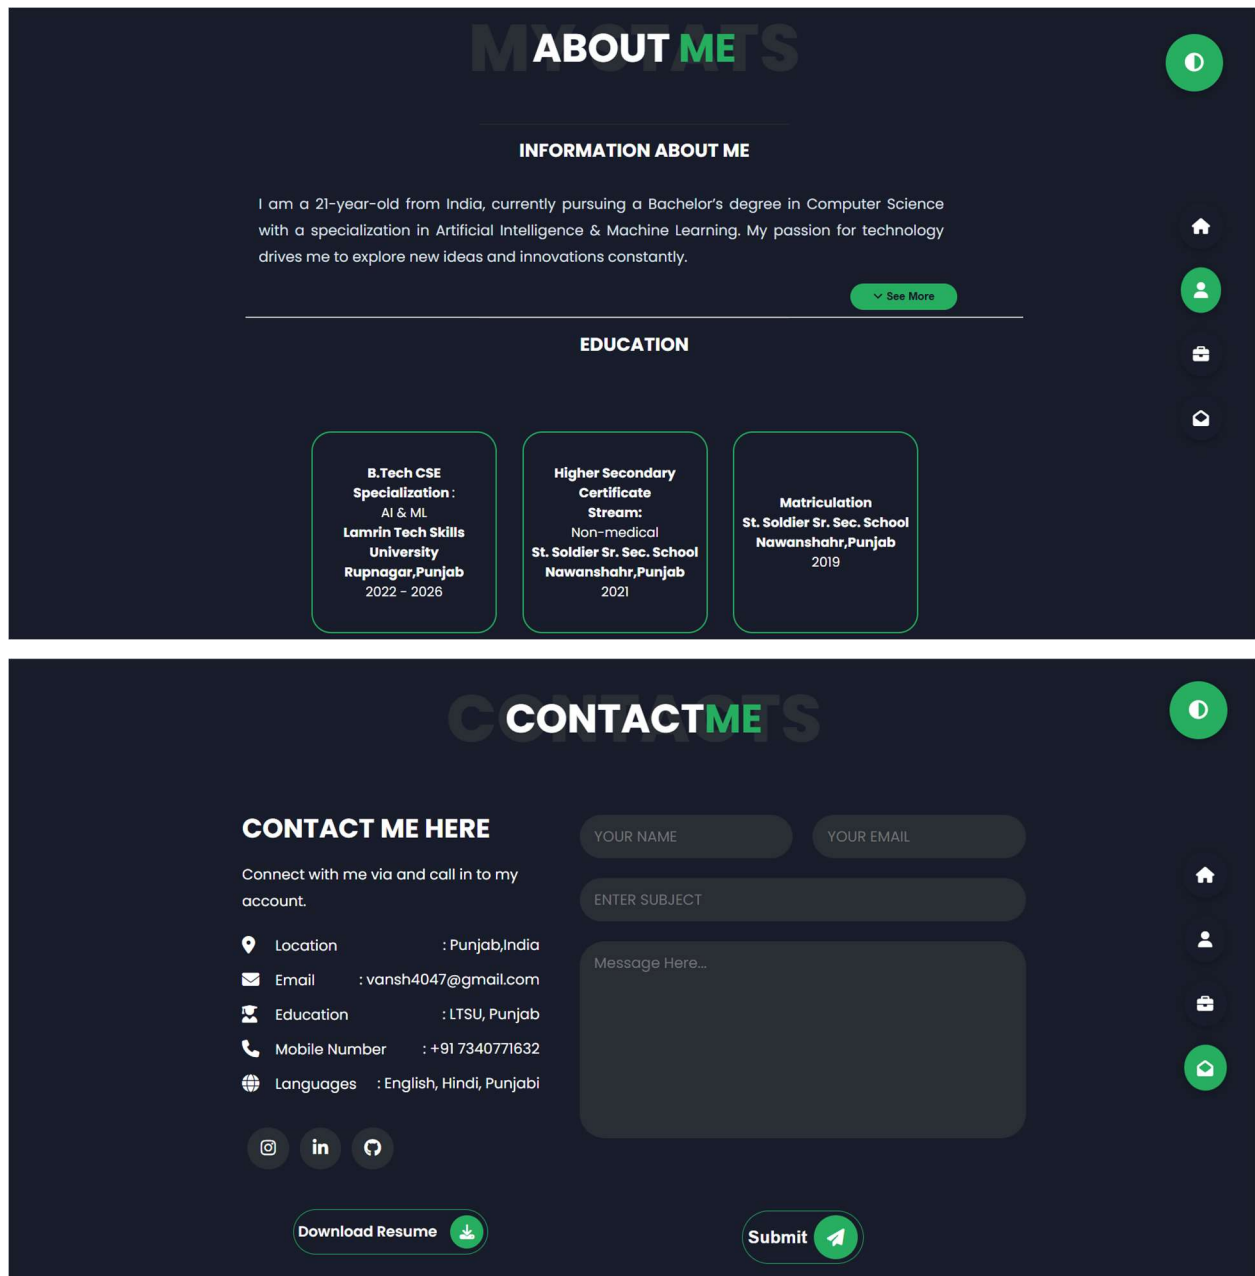 MY STATS
ABOUT ME
INFORMATION ABOUT ME
I am a 21-year-old from India, currently pursuing a Bachelor's degree in Computer Science
with a specialization in Artificial Intelligence & Machine Learning. My passion for technology
drives me to explore new ideas and innovations constantly.
See More
EDUCATION
B.Tech CSE
Specialization :
AI & ML
Lamrin Tech Skills
University
Rupnagar,Punjab
2022 - 2026
Higher Secondary
Certificate
Stream:
Non-medical
St. Soldier Sr. Sec. School
Nawanshahr,Punjab
2021
Matriculation
St. Soldier Sr. Sec. School
Nawanshahr,Punjab
2019
CONTACTS
CONTACTME
CONTACT ME HERE
Connect with me via and call in to my
account.
Location : Punjab,India
Email : vansh4047@gmail.com
Education : LTSU, Punjab
Mobile Number : +91 7340771632
Languages : English, Hindi, Punjabi
in
Download Resume
YOUR NAME
YOUR EMAIL
ENTER SUBJECT
Message Here...
Submit